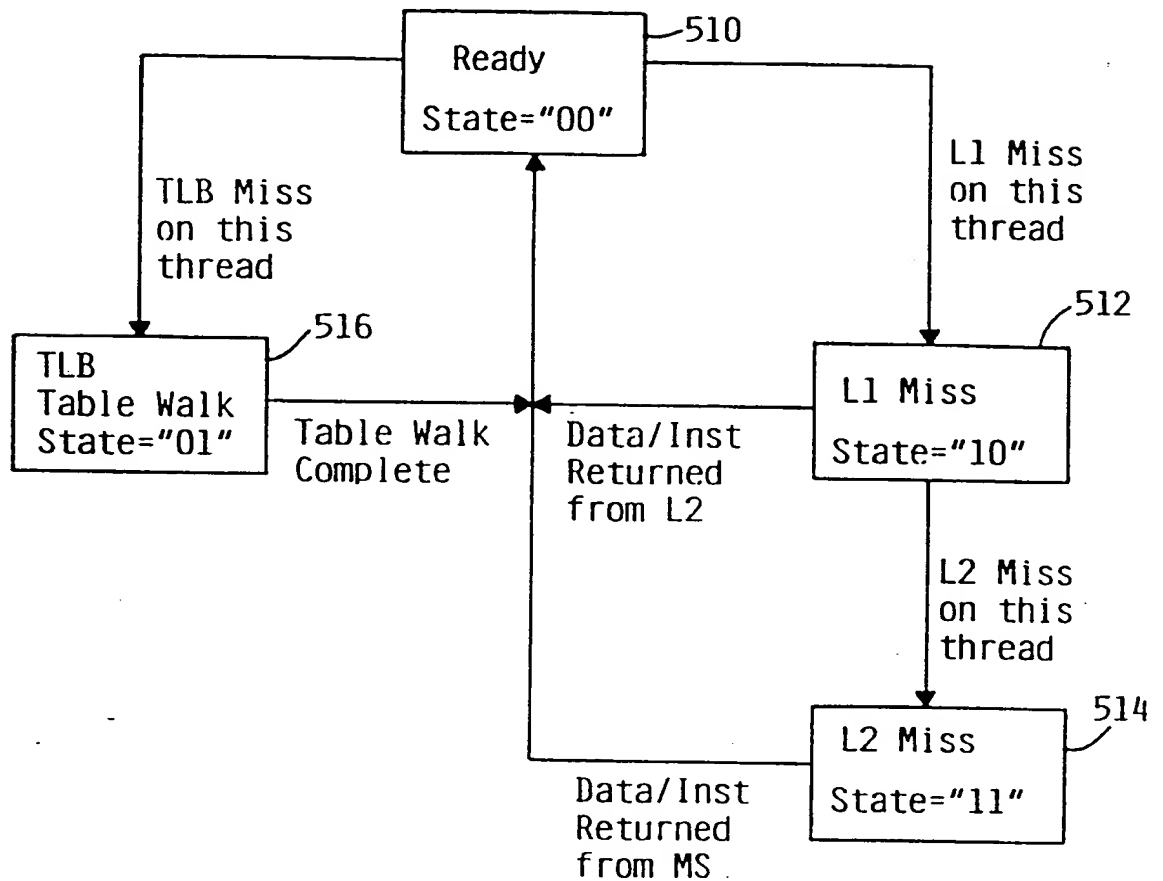 510
Ready
State="00"
TLB Miss
on this
thread
L1 Miss
on this
thread
516
TLB
Table Walk
State="01"
Table Walk
Complete
Data/Inst
Returned
from L2
512
L1 Miss
State="10"
L2 Miss
on this
thread
514
L2 Miss
State="11"
Data/Inst
Returned
from MS